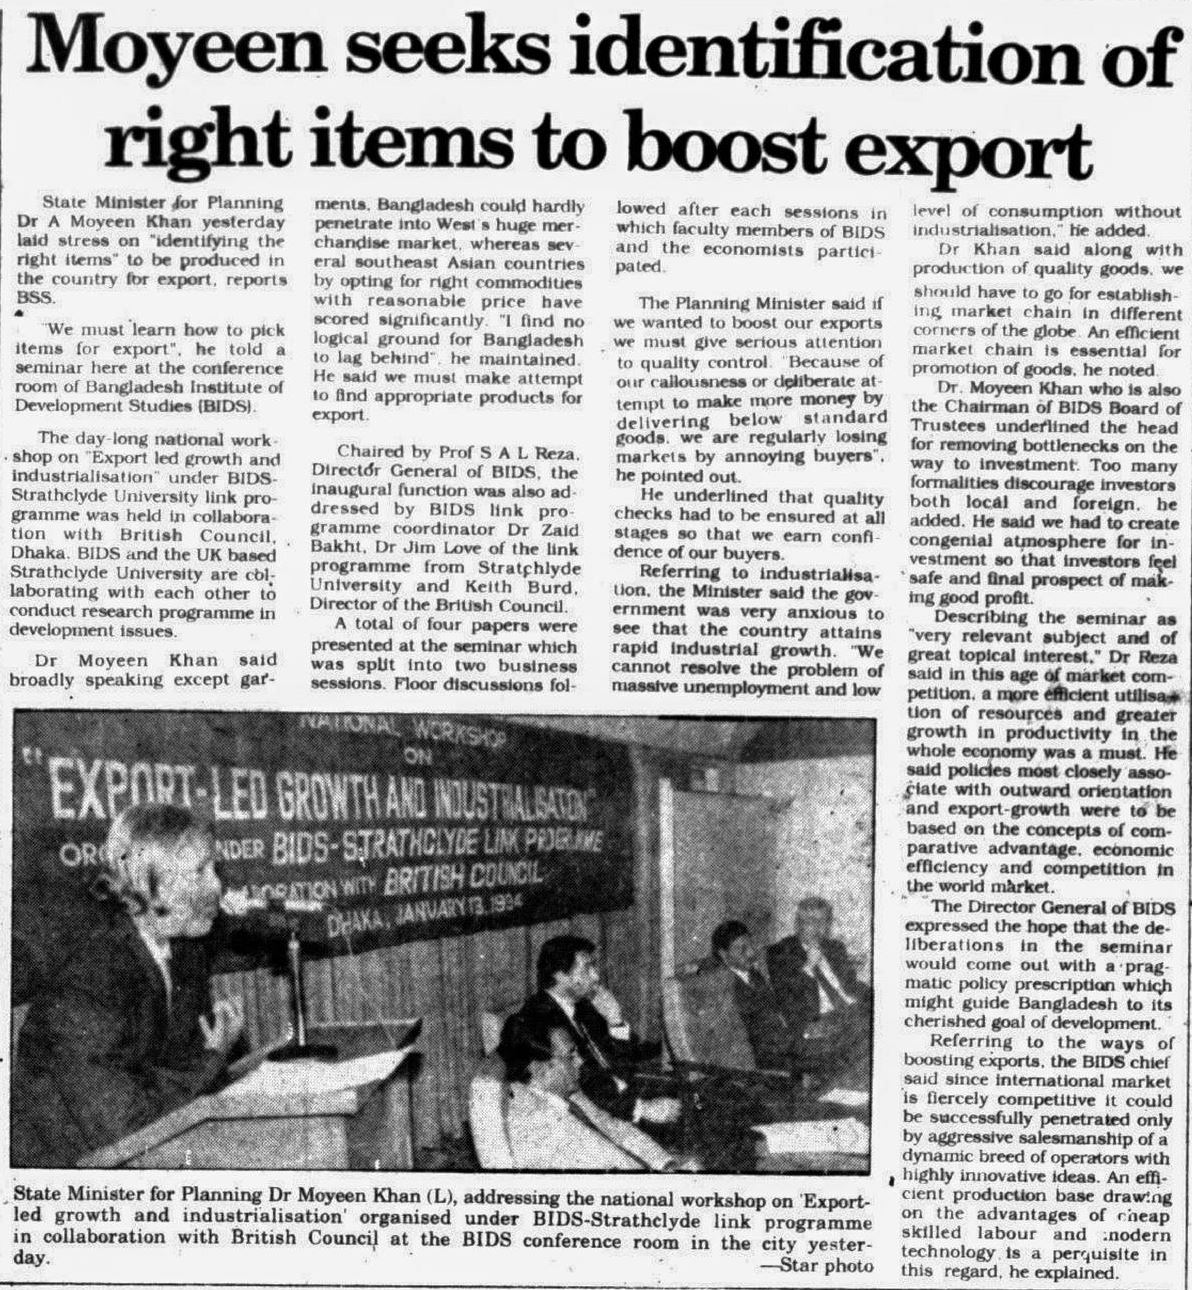 Moyeen seeks identification of
right items to boost export
State Minister for Planning
Dr A Moyeen Khan yesterday
laid stress on "identifying the
right items" to be produced in
the country for export, reports
BSS.
"We must learn how to pick
items for export", he told a
seminar here at the conference
room of Bangladesh Institute of
Development Studies (BIDS).
The day-long national work-
shop on "Export led growth and
industrialisation" under BIDS-
Strathclyde University link pro-
gramme was held in collabora-
tion with British Council,
Dhaka. BIDS and the UK based
Strathclyde University are col-
laborating with each other to
conduct research programme in
development issues.
Dr Moyeen Khan said
broadly speaking except gar-
ments, Bangladesh could hardly
penetrate into West's huge mer-
chandise market, whereas sev-
eral southeast Asian countries
by opting for right commodities
with reasonable price have
scored significantly. "I find no
logical ground for Bangladesh
to lag behind", he maintained.
He said we must make attempt
to find appropriate products for
export.
Chaired by Prof S A L Reza,
Director General of BIDS, the
inaugural function was also ad-
dressed by BIDS link pro-
gramme coordinator Dr Zaid
Bakht, Dr Jim Love of the link
programme from Stratchlyde
University and Keith Burd,
Director of the British Council.
A total of four papers were
presented at the seminar which
was split into two business
sessions. Floor discussions fol-
lowed after each sessions in
which faculty members of BIDS
and the economists partici-
pated.
The Planning Minister said if
we wanted to boost our exports
we must give serious attention
to quality control. "Because of
our callousness or deliberate at-
tempt to make more money by
delivering below standard
goods, we are regularly losing
markets by annoying buyers",
he pointed out.
He underlined that quality
checks had to be ensured at all
stages so that we earn confi-
dence of our buyers.
Referring to industrialisa-
tion, the Minister said the gov-
ernment was very anxious to
see that the country attains
rapid industrial growth. "We
cannot resolve the problem of
massive unemployment and low
level of consumption without
industrialisation," he added.
Dr Khan said along with
production of quality goods, we
should have to go for establish-
ing market chain in different
corners of the globe. An efficient
market chain is essential for
promotion of goods, he noted.
Dr. Moyeen Khan who is also
the Chairman of BIDS Board of
Trustees underlined the head
for removing bottlenecks on the
way to investment. Too many
formalities discourage investors
both local and foreign, he
added. He said we had to create
congenial atmosphere for in-
vestment so that investors feel
safe and final prospect of mak-
ing good profit.
Describing the seminar as
"very relevant subject and of
great topical interest," Dr Reza
said in this age of market com-
petition, a more efficient utilisa-
tion of resources and greater
growth in productivity in the
whole economy was a must. He
said policies most closely asso-
ciate with outward orientation
and export-growth were to be
based on the concepts of com-
parative advantage, economic
efficiency and competition in
the world market.
The Director General of BIDS
expressed the hope that the de-
liberations in the seminar
would come out with a prag-
matic policy prescription which
might guide Bangladesh to its
cherished goal of development.
Referring to the ways of
boosting exports, the BIDS chief
said since international market
is fiercely competitive it could
be successfully penetrated only
by aggressive salesmanship of a
dynamic breed of operators with
highly innovative ideas. An effi-
cient production base drawing
on the advantages of cheap
skilled labour and modern
technology is a perquisite in
this regard, he explained.
NATIONAL WORKSHOP
ON
"EXPORT-LED GROWTH AND INDUSTRIALISATION"
NDER BIDS-STRATHCLYDE LINK PROGRAMME
ABORATION WITH BRITISH COUNCIL
DHAKA, JANUARY 13, 1994
State Minister for Planning Dr Moyeen Khan (L), addressing the national workshop on 'Export-
led growth and industrialisation' organised under BIDS-Strathclyde link programme
in collaboration with British Council at the BIDS conference room in the city yester-
day.
—Star photo